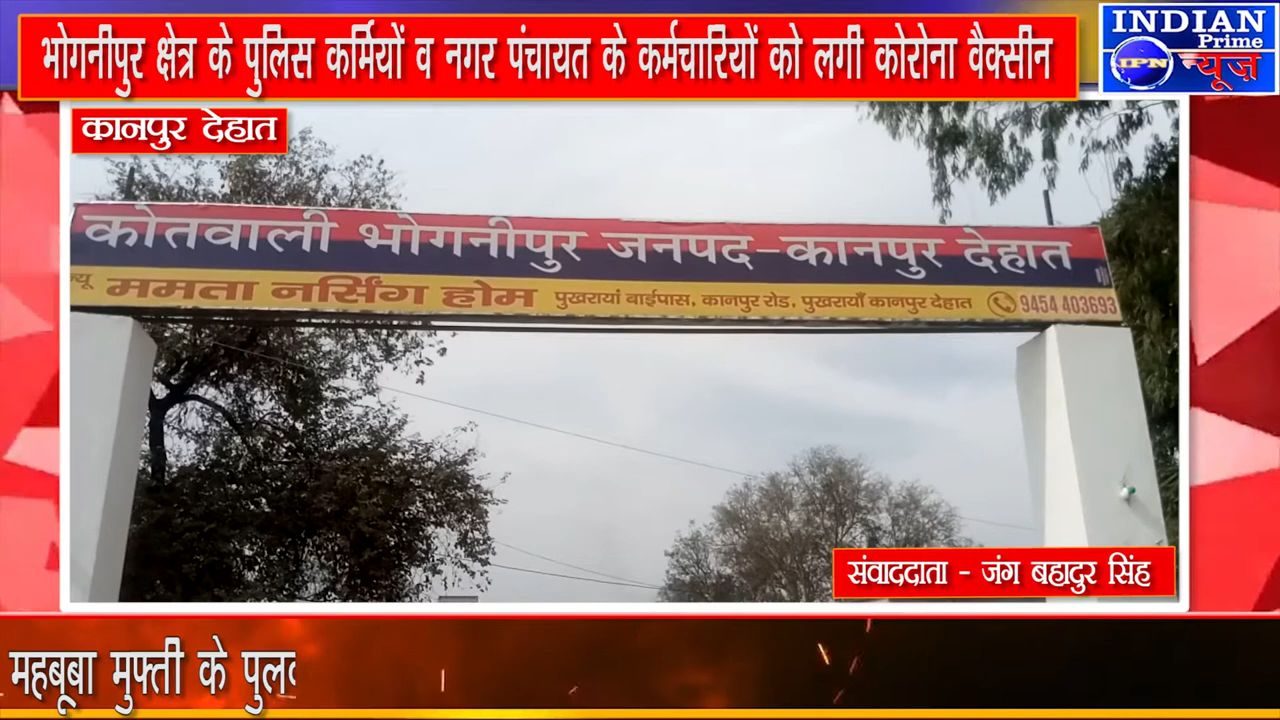 भोगनीपुर क्षेत्र के पुलिस कर्मियों व नगर पंचायत के कर्मचारियों को लगी कोरोना वैक्सीन
INDIAN
Prime
IPN न्यूज़
कानपुर देहात
कोतवाली भोगनीपुर जनपद-कानपुर देहात
न्यू ममता नर्सिंग होम पुखरायां बाईपास, कानपुर रोड, पुखरायाँ कानपुर देहात 9454 403693
संवाददाता - जंग बहादुर सिंह
महबूबा मुफ्ती के